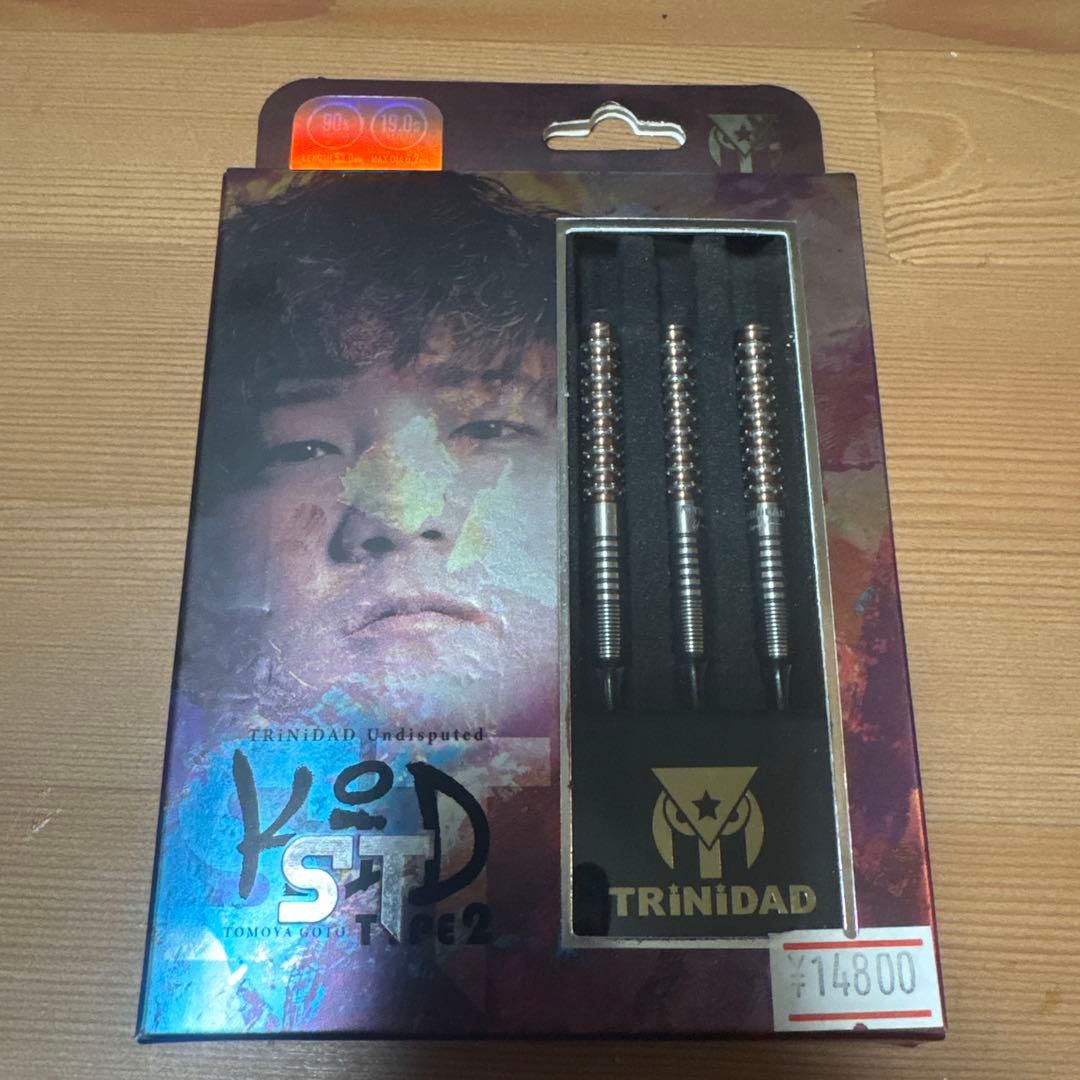 90%
19.0g
TRiNiDAD Undisputed
KiD
ST
TOMOYA GOTO TYPE2
TRiNiDAD
¥14800